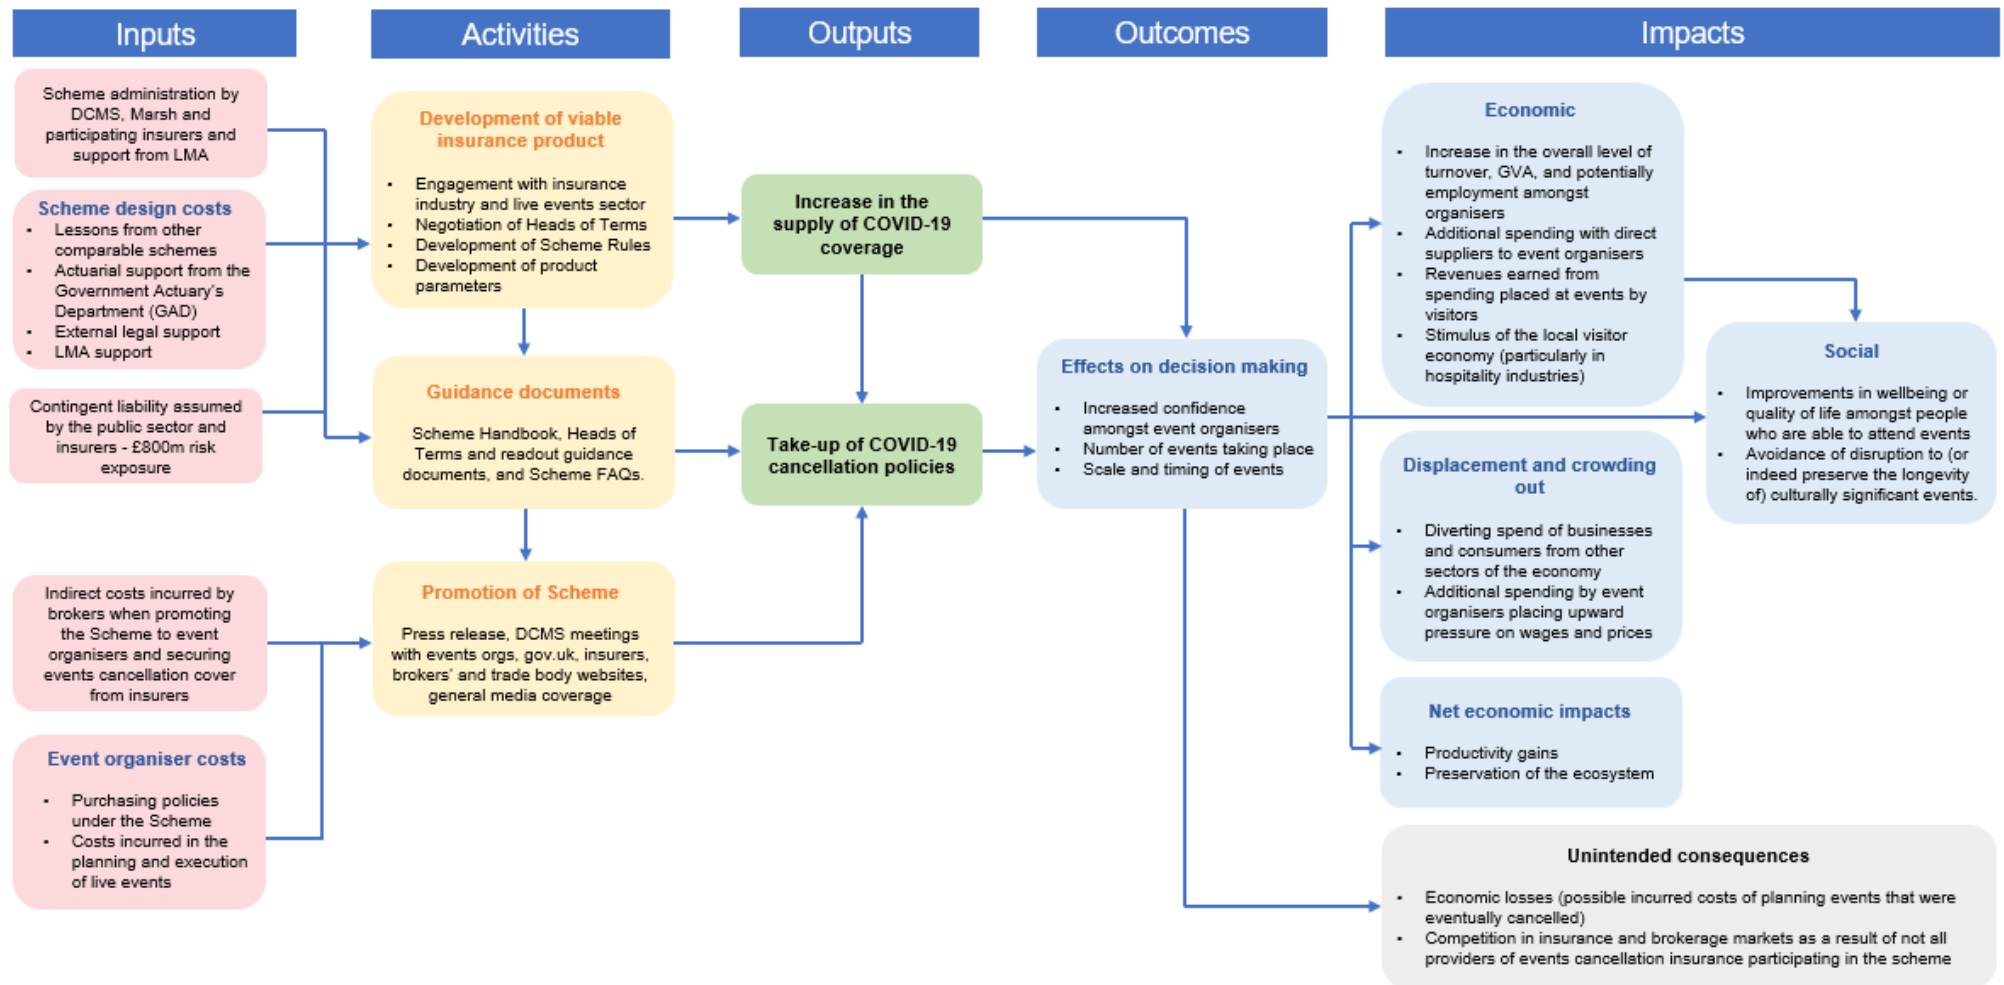 Inputs
Activities
Outputs
Outcomes
Impacts
Scheme administration by
DCMS, Marsh and
participating insurers and
support from LMA
Scheme design costs
▪ Lessons from other
comparable schemes
▪ Actuarial support from the
Government Actuary's
Department (GAD)
▪ External legal support
▪ LMA support
Contingent liability assumed
by the public sector and
insurers - £800m risk
exposure
Indirect costs incurred by
brokers when promoting
the Scheme to event
organisers and securing
events cancellation cover
from insurers
Event organiser costs
▪ Purchasing policies
under the Scheme
▪ Costs incurred in the
planning and execution
of live events
Development of viable
insurance product
▪ Engagement with insurance
industry and live events sector
▪ Negotiation of Heads of Terms
▪ Development of Scheme Rules
▪ Development of product
parameters
Guidance documents
Scheme Handbook, Heads of
Terms and readout guidance
documents, and Scheme FAQs.
Promotion of Scheme
Press release, DCMS meetings
with events orgs, gov.uk, insurers,
brokers' and trade body websites,
general media coverage
Increase in the
supply of COVID-19
coverage
Take-up of COVID-19
cancellation policies
Effects on decision making
▪ Increased confidence
amongst event organisers
▪ Number of events taking place
▪ Scale and timing of events
Economic
▪ Increase in the overall level of
turnover, GVA, and potentially
employment amongst
organisers
▪ Additional spending with direct
suppliers to event organisers
▪ Revenues earned from
spending placed at events by
visitors
▪ Stimulus of the local visitor
economy (particularly in
hospitality industries)
Displacement and crowding
out
▪ Diverting spend of businesses
and consumers from other
sectors of the economy
▪ Additional spending by event
organisers placing upward
pressure on wages and prices
Net economic impacts
▪ Productivity gains
▪ Preservation of the ecosystem
Social
▪ Improvements in wellbeing or
quality of life amongst people
who are able to attend events
▪ Avoidance of disruption to (or
indeed preserve the longevity
of) culturally significant events.
Unintended consequences
▪ Economic losses (possible incurred costs of planning events that were
eventually cancelled)
▪ Competition in insurance and brokerage markets as a result of not all
providers of events cancellation insurance participating in the scheme